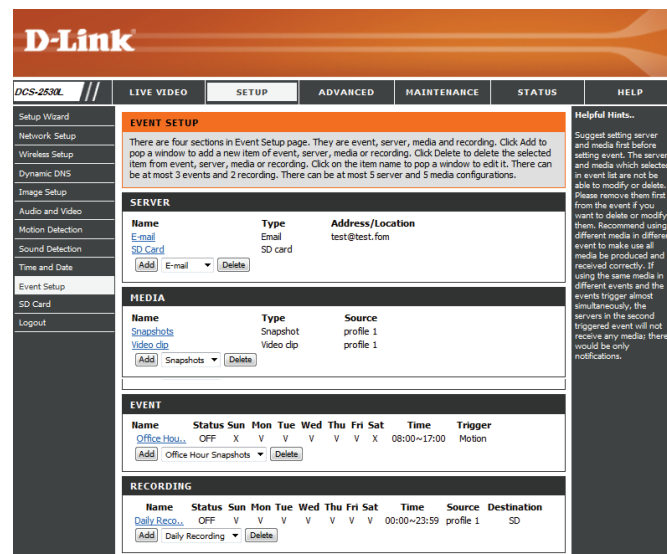 D-Link
DCS-2530L
LIVE VIDEO SETUP ADVANCED MAINTENANCE STATUS HELP
Setup Wizard
Network Setup
Wireless Setup
Dynamic DNS
Image Setup
Audio and Video
Motion Detection
Sound Detection
Time and Date
Event Setup
SD Card
Logout
EVENT SETUP
There are four sections in Event Setup page. They are event, server, media and recording. Click Add to
pop a window to add a new item of event, server, media or recording. Click Delete to delete the selected
item from event, server, media or recording. Click on the item name to pop a window to edit it. There can
be at most 3 events and 2 recording. There can be at most 5 server and 5 media configurations.
SERVER
Name Type Address/Location
E-mail Email test@test.fom
SD Card SD card
Add E-mail Delete
MEDIA
Name Type Source
Snapshots Snapshot profile 1
Video clip Video clip profile 1
Add Snapshots Delete
EVENT
Name Status Sun Mon Tue Wed Thu Fri Sat Time Trigger
Office Hou.. OFF X V V V V V X 08:00~17:00 Motion
Add Office Hour Snapshots Delete
RECORDING
Name Status Sun Mon Tue Wed Thu Fri Sat Time Source Destination
Daily Reco.. OFF V V V V V V V 00:00~23:59 profile 1 SD
Add Daily Recording Delete
Helpful Hints..
Suggest setting server
and media first before
setting event. The server
and media which selected
in event list are not be
able to modify or delete.
Please remove them first
from the event if you
want to delete or modify
them. Recommend using
different media in differe
event to make use all
media be produced and
received correctly. If
using the same media in
different events and the
events trigger almost
simultaneously, the
servers in the second
triggered event will not
receive any media; there
would be only
notifications.